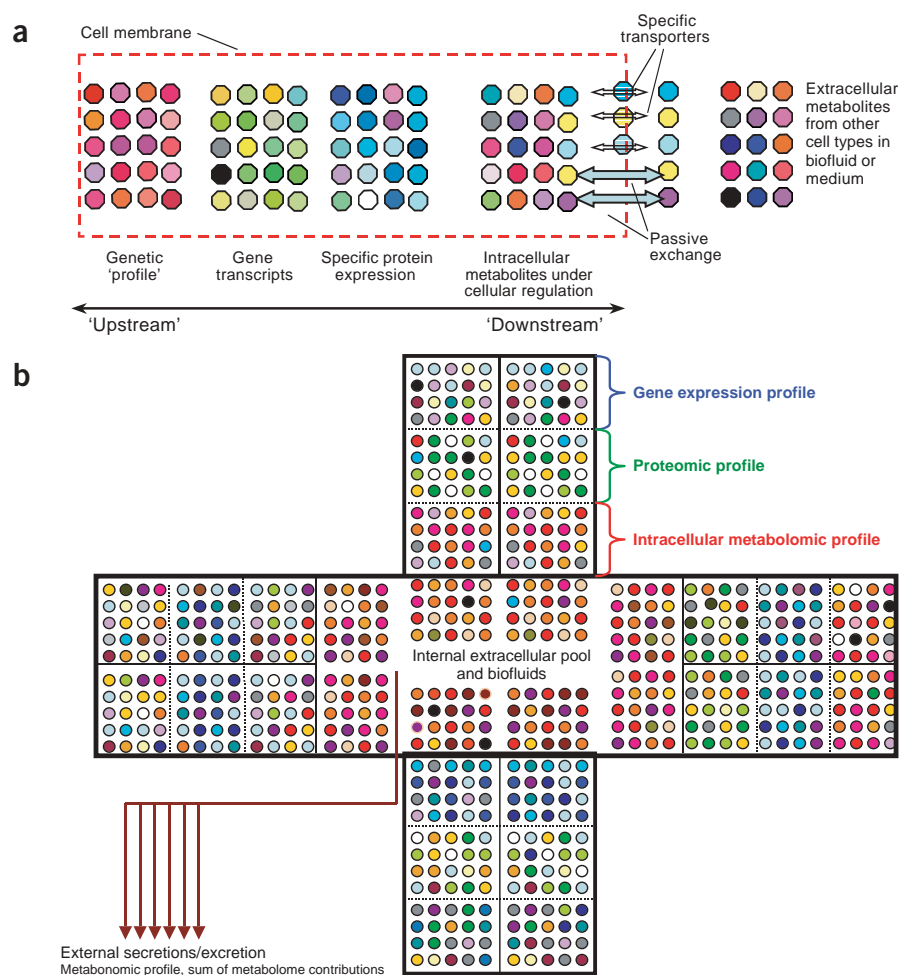 a
Cell membrane
Specific
transporters
Extracellular
metabolites
from other
cell types in
biofluid or
medium
Passive
exchange
Genetic
'profile'
Gene
transcripts
Specific protein
expression
Intracellular
metabolites under
cellular regulation
'Upstream'
'Downstream'
b
Gene expression profile
Proteomic profile
Intracellular metabolomic profile
Internal extracellular pool
and biofluids
External secretions/excretion
Metabonomic profile, sum of metabolome contributions